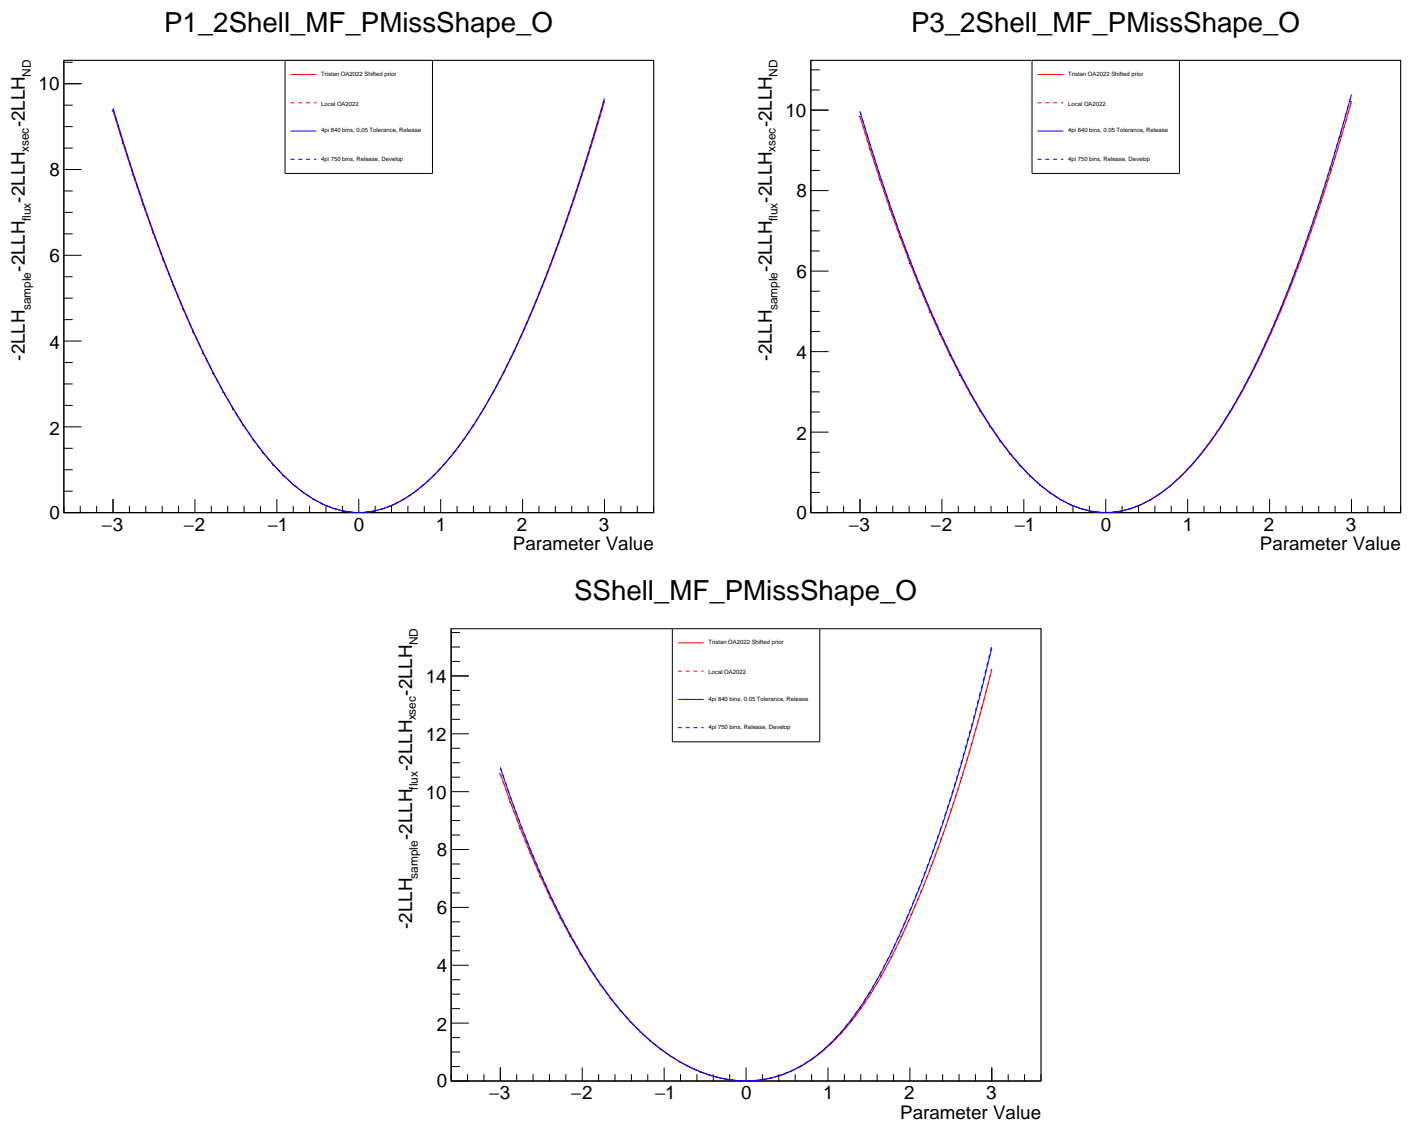 P1_2Shell_MF_PMissShape_O
-2LLH_sample-2LLH_flux-2LLH_xsec-2LLH_ND
10
8
6
4
2
0
Tristan OA2022 Shifted prior
Local OA2022
4pi 840 bins, 0.05 Tolerance, Release
4pi 750 bins, Release, Develop
−3 −2 −1 0 1 2 3
Parameter Value
P3_2Shell_MF_PMissShape_O
-2LLH_sample-2LLH_flux-2LLH_xsec-2LLH_ND
10
8
6
4
2
0
Tristan OA2022 Shifted prior
Local OA2022
4pi 840 bins, 0.05 Tolerance, Release
4pi 750 bins, Release, Develop
−3 −2 −1 0 1 2 3
Parameter Value
SShell_MF_PMissShape_O
-2LLH_sample-2LLH_flux-2LLH_xsec-2LLH_ND
14
12
10
8
6
4
2
0
Tristan OA2022 Shifted prior
Local OA2022
4pi 840 bins, 0.05 Tolerance, Release
4pi 750 bins, Release, Develop
−3 −2 −1 0 1 2 3
Parameter Value